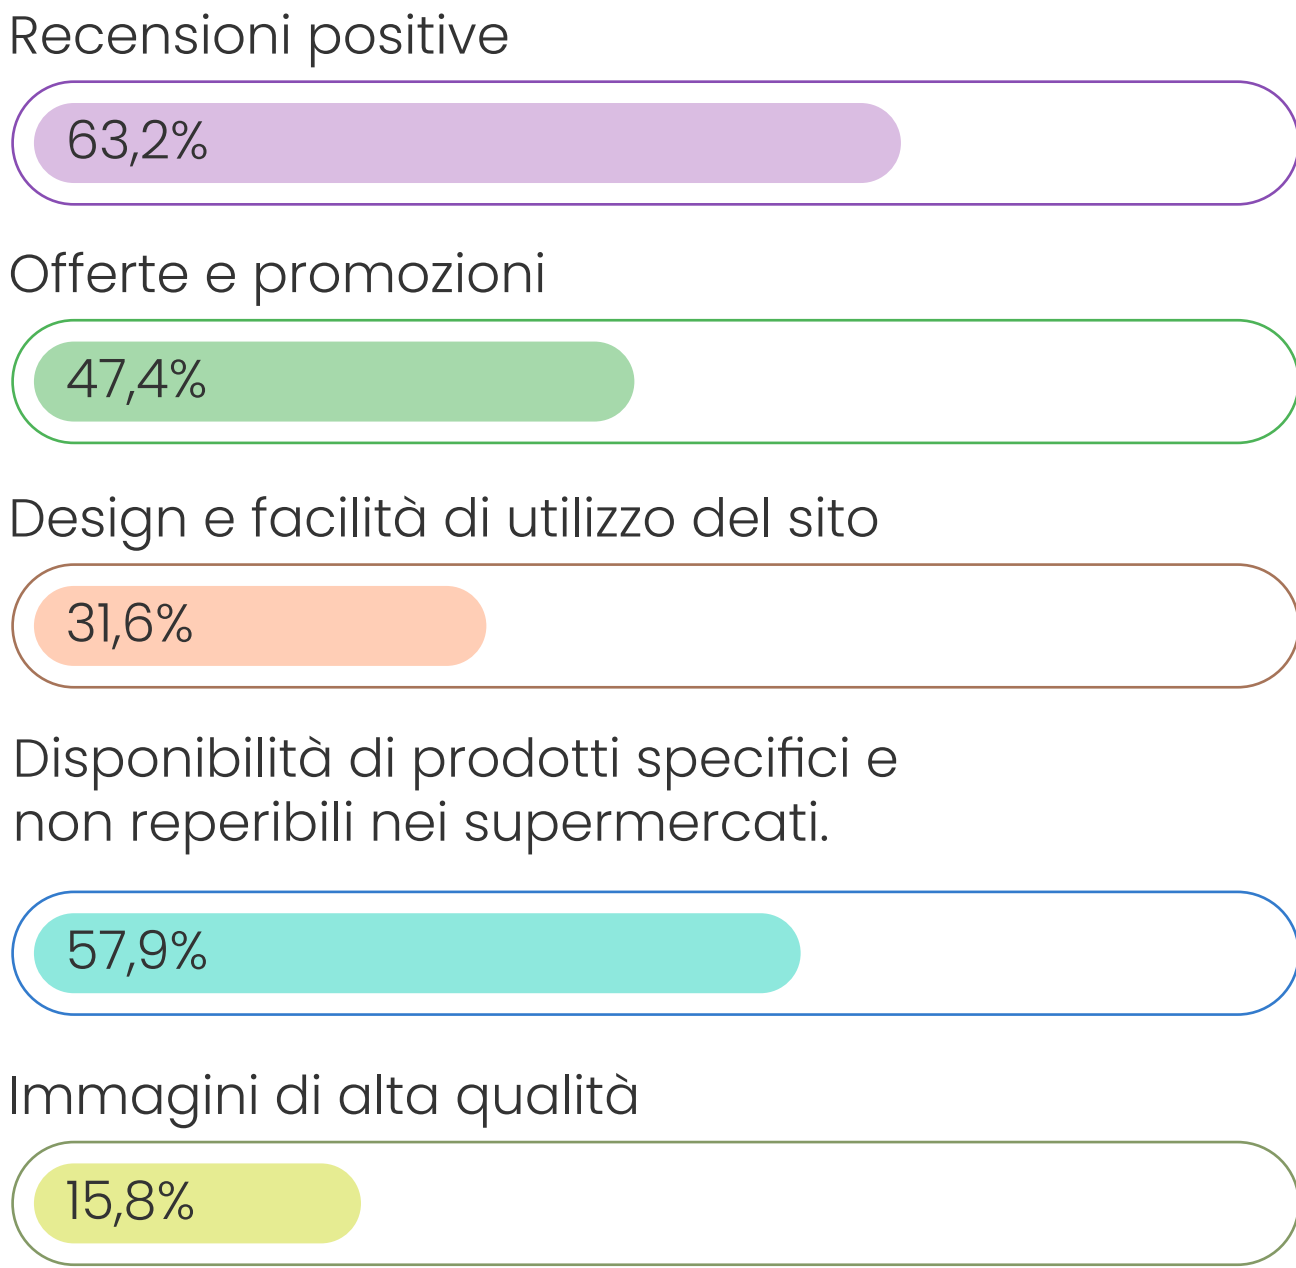 Recensioni positive
63,2%
Offerte e promozioni
47,4%
Design e facilità di utilizzo del sito
31,6%
Disponibilità di prodotti specifici e
non reperibili nei supermercati.
57,9%
Immagini di alta qualità
15,8%